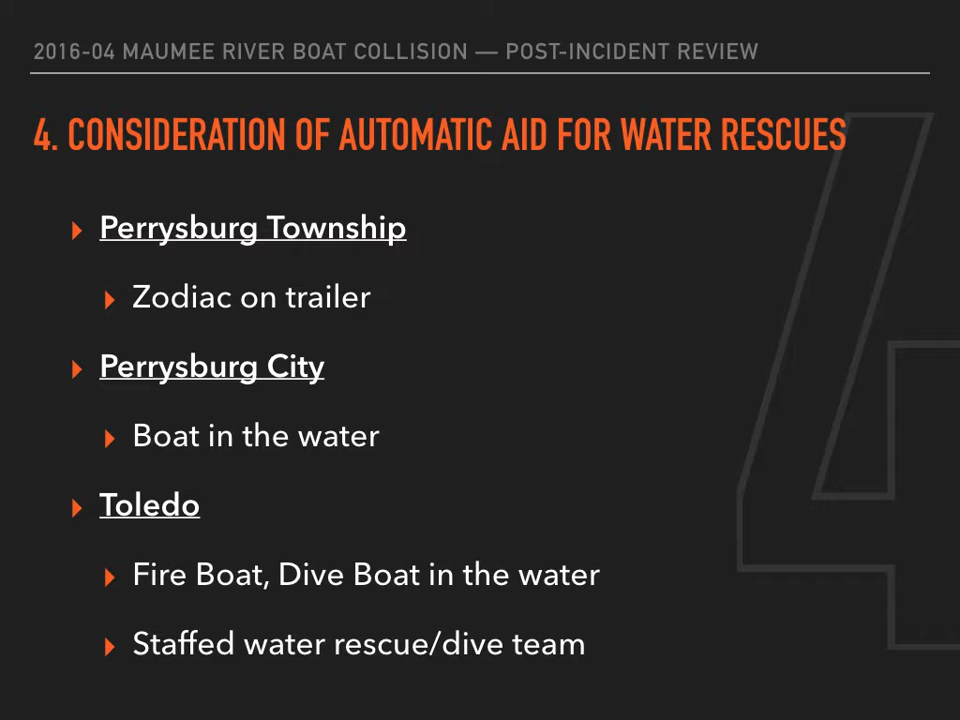 2016-04 MAUMEE RIVER BOAT COLLISION — POST-INCIDENT REVIEW
4. CONSIDERATION OF AUTOMATIC AID FOR WATER RESCUES
4
Perrysburg Township
Zodiac on trailer
Perrysburg City
Boat in the water
Toledo
Fire Boat, Dive Boat in the water
Staffed water rescue/dive team